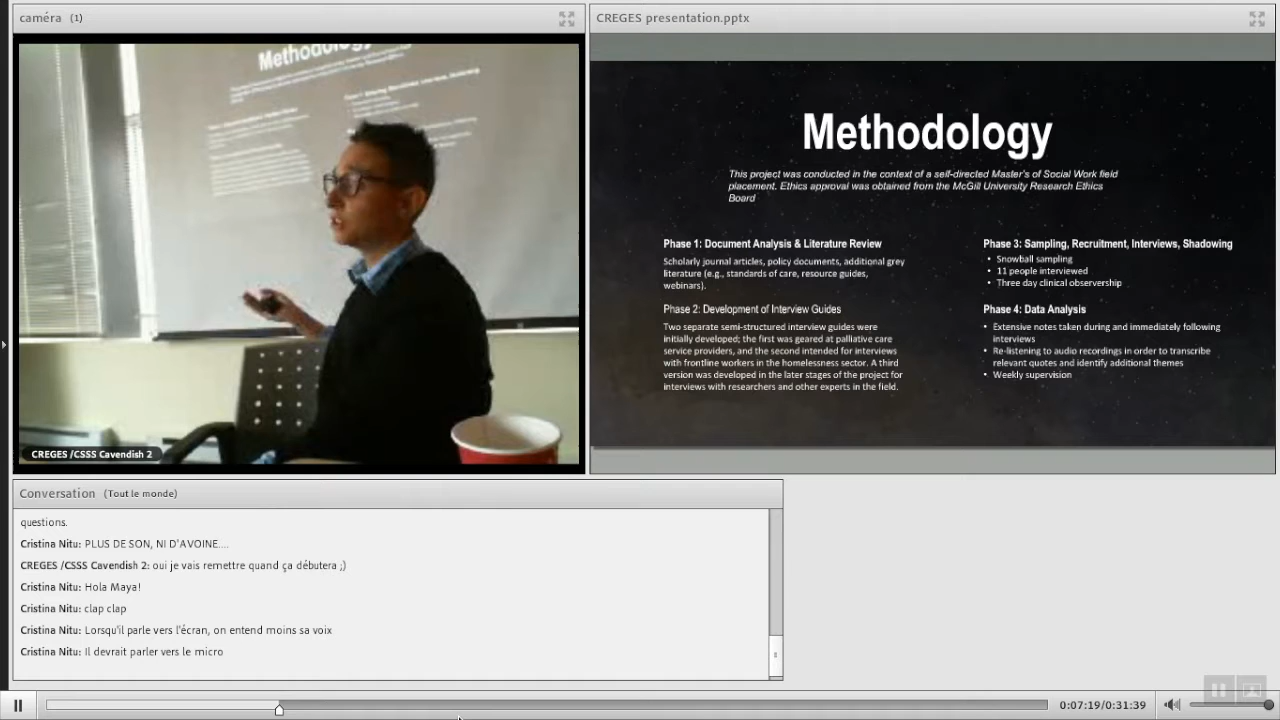 caméra (1)
CREGES presentation.pptx
Methodology
CREGES /CSSS Cavendish 2
Methodology
This project was conducted in the context of a self-directed Master's of Social Work field
placement. Ethics approval was obtained from the McGill University Research Ethics
Board
Phase 1: Document Analysis & Literature Review
Scholarly journal articles, policy documents, additional grey
literature (e.g., standards of care, resource guides,
webinars).
Phase 2: Development of Interview Guides
Two separate semi-structured interview guides were
initially developed; the first was geared at palliative care
service providers, and the second intended for interviews
with frontline workers in the homelessness sector. A third
version was developed in the later stages of the project for
interviews with researchers and other experts in the field.
Phase 3: Sampling, Recruitment, Interviews, Shadowing
• Snowball sampling
• 11 people interviewed
• Three day clinical observership
Phase 4: Data Analysis
• Extensive notes taken during and immediately following
interviews
• Re-listening to audio recordings in order to transcribe
relevant quotes and identify additional themes
• Weekly supervision
Conversation (Tout le monde)
questions.
Cristina Nitu: PLUS DE SON, NI D'AVOINE....
CREGES /CSSS Cavendish 2: oui je vais remettre quand ça débutera ;)
Cristina Nitu: Hola Maya!
Cristina Nitu: clap clap
Cristina Nitu: Lorsqu'il parle vers l'écran, on entend moins sa voix
Cristina Nitu: Il devrait parler vers le micro
0:07:19/0:31:39